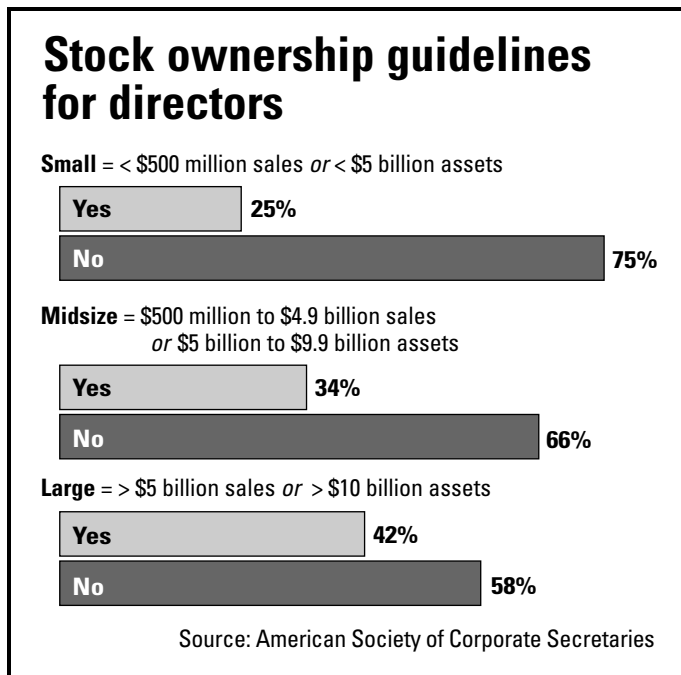 Stock ownership guidelines
for directors
Small = < $500 million sales or < $5 billion assets
Yes 25%
No 75%
Midsize = $500 million to $4.9 billion sales
or $5 billion to $9.9 billion assets
Yes 34%
No 66%
Large = > $5 billion sales or > $10 billion assets
Yes 42%
No 58%
Source: American Society of Corporate Secretaries